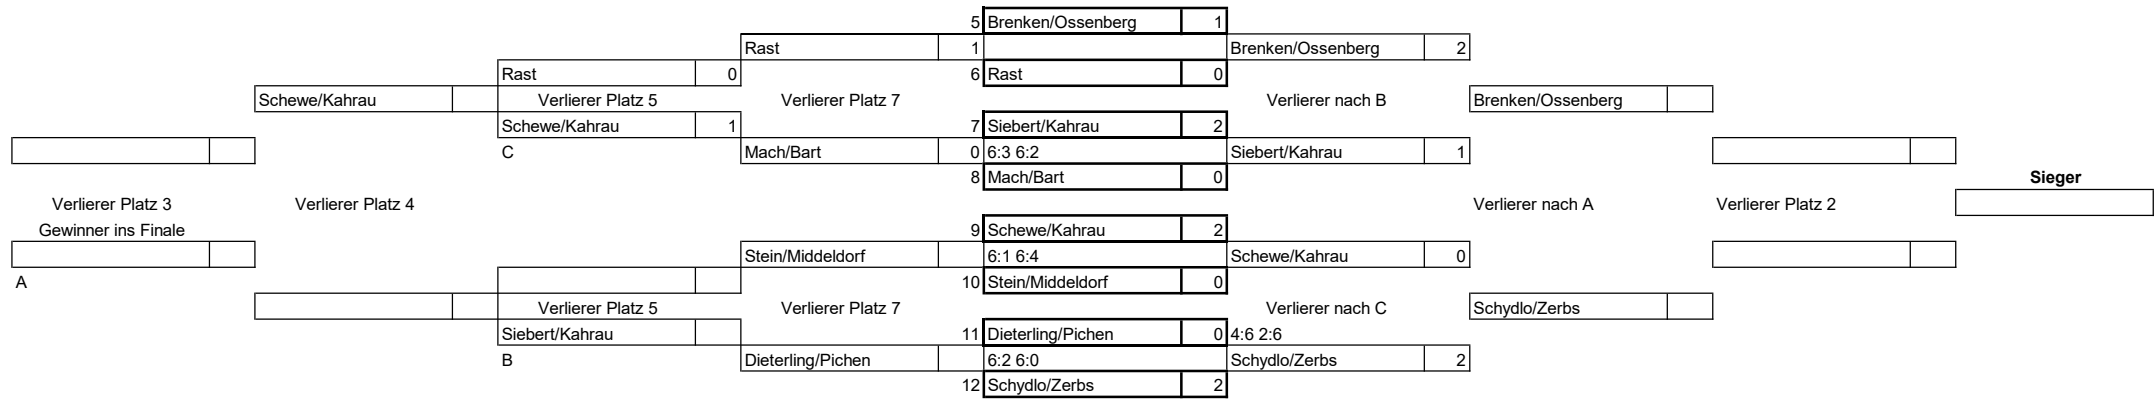 5 Brenken/Ossenberg 1
Rast 1 Brenken/Ossenberg 2
Rast 0 6 Rast 0
Schewe/Kahrau Verlierer Platz 5 Verlierer Platz 7 Verlierer nach B Brenken/Ossenberg
Schewe/Kahrau 1 7 Siebert/Kahrau 2
C Mach/Bart 0 6:3 6:2 Siebert/Kahrau 1
8 Mach/Bart 0 Sieger
Verlierer Platz 3 Verlierer Platz 4 Verlierer nach A Verlierer Platz 2
Gewinner ins Finale 9 Schewe/Kahrau 2
Stein/Middeldorf 6:1 6:4 Schewe/Kahrau 0
A 10 Stein/Middeldorf 0
Verlierer Platz 5 Verlierer Platz 7 Verlierer nach C Schydlo/Zerbs
Siebert/Kahrau 11 Dieterling/Pichen 0 4:6 2:6
B Dieterling/Pichen 6:2 6:0 Schydlo/Zerbs 2
12 Schydlo/Zerbs 2